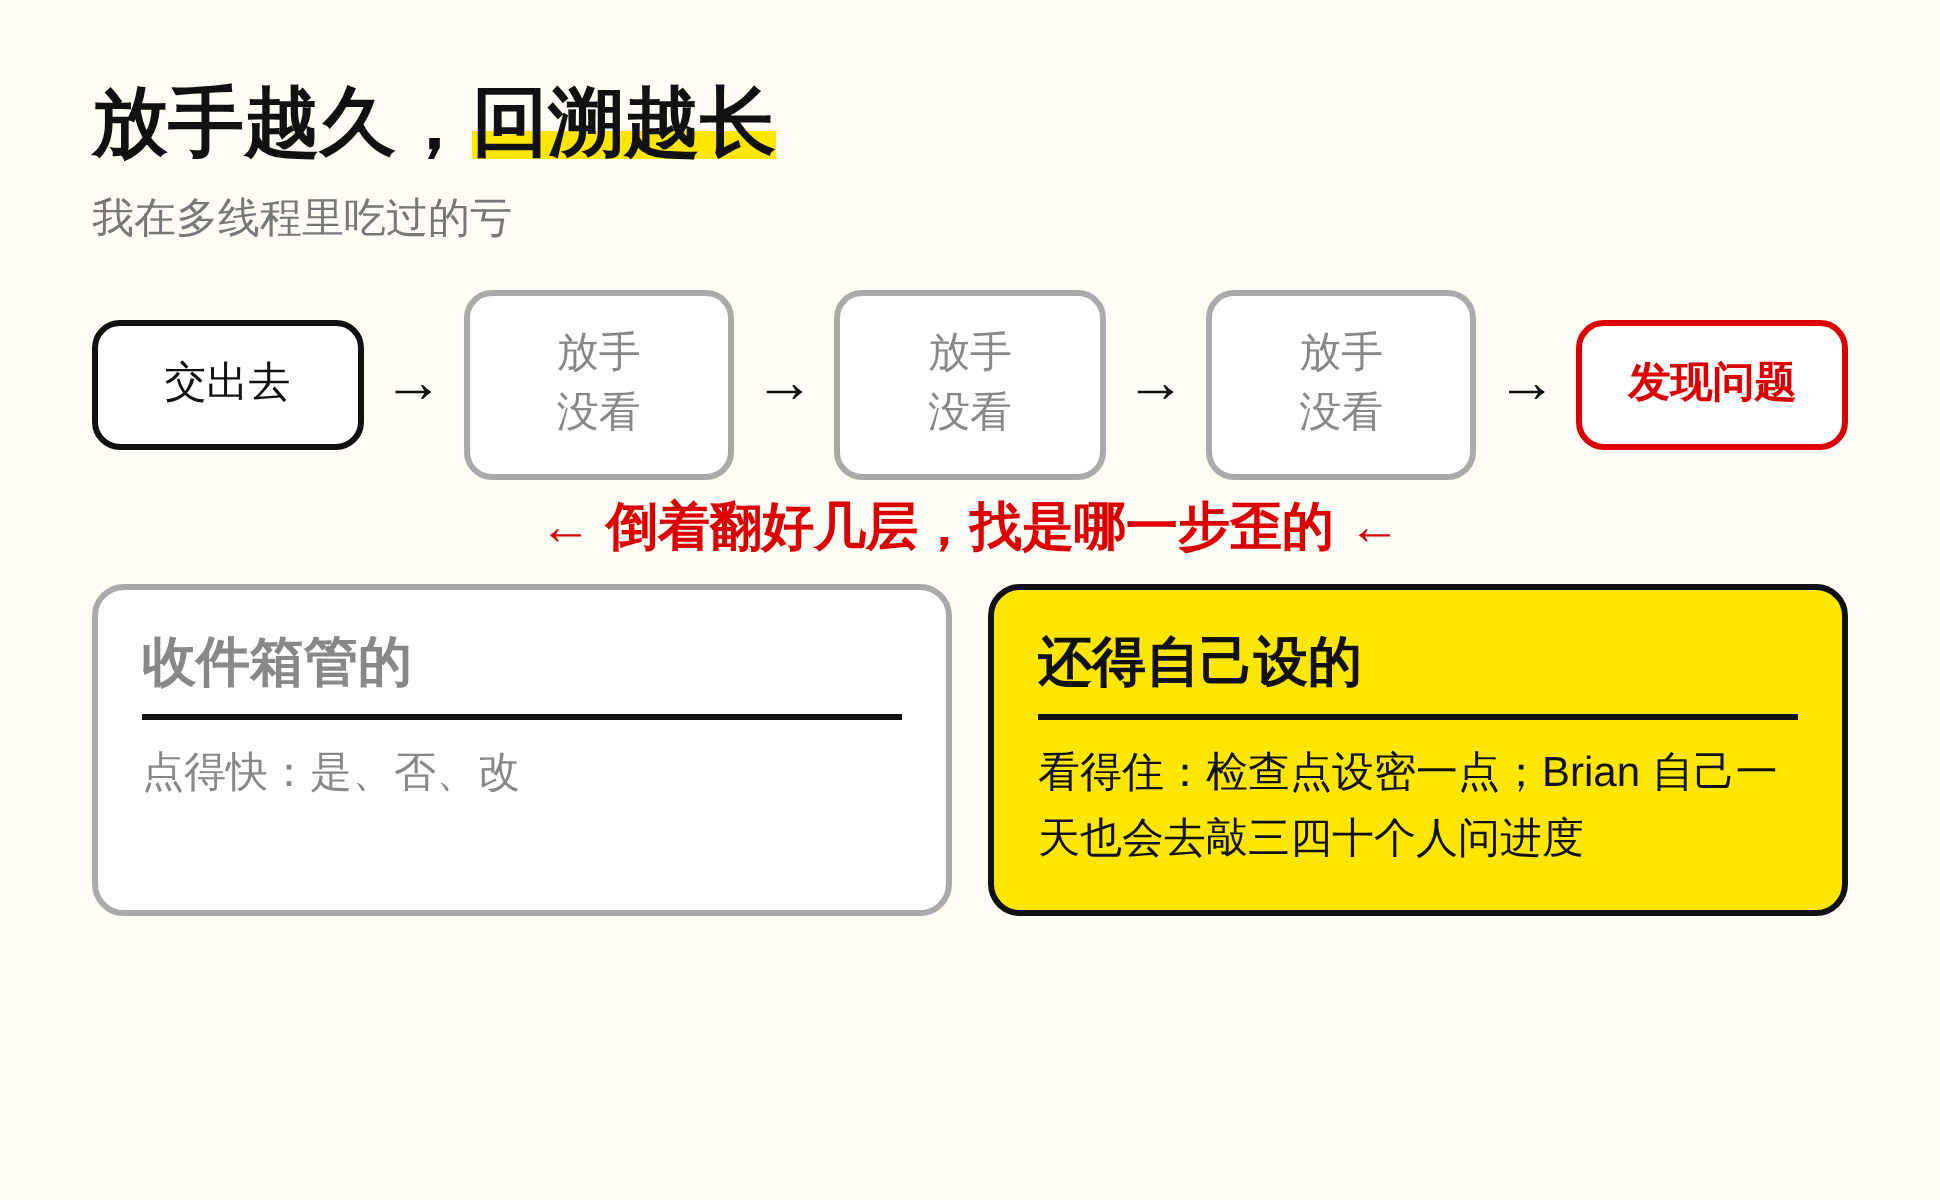 放手越久，回溯越长
我在多线程里吃过的亏
交出去 → 放手 → 放手 → 放手 → 发现问题
没看 没看 没看
← 倒着翻好几层，找是哪一步歪的 ←
收件箱管的
点得快：是、否、改
还得自己设的
看得住：检查点设密一点；Brian 自己一
天也会去敲三四十个人问进度